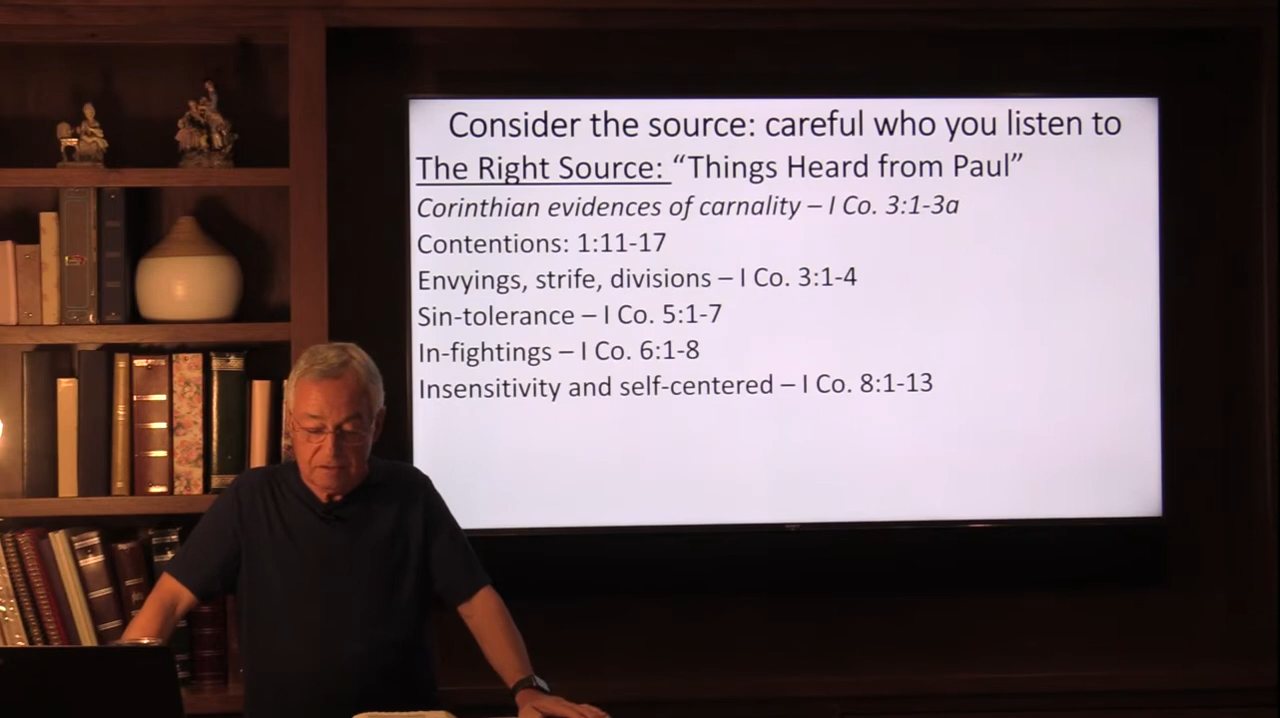 Consider the source: careful who you listen to
The Right Source: “Things Heard from Paul”
Corinthian evidences of carnality – I Co. 3:1-3a
Contentions: 1:11-17
Envyings, strife, divisions – I Co. 3:1-4
Sin-tolerance – I Co. 5:1-7
In-fightings – I Co. 6:1-8
Insensitivity and self-centered – I Co. 8:1-13